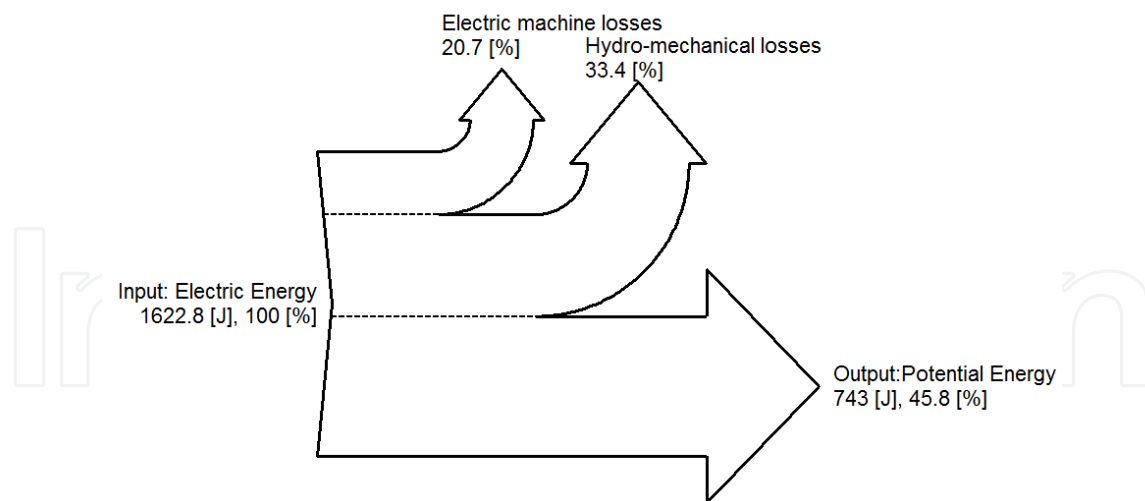 Electric machine losses
20.7 [%]
Hydro-mechanical losses
33.4 [%]
Input: Electric Energy
1622.8 [J], 100 [%]
Output:Potential Energy
743 [J], 45.8 [%]